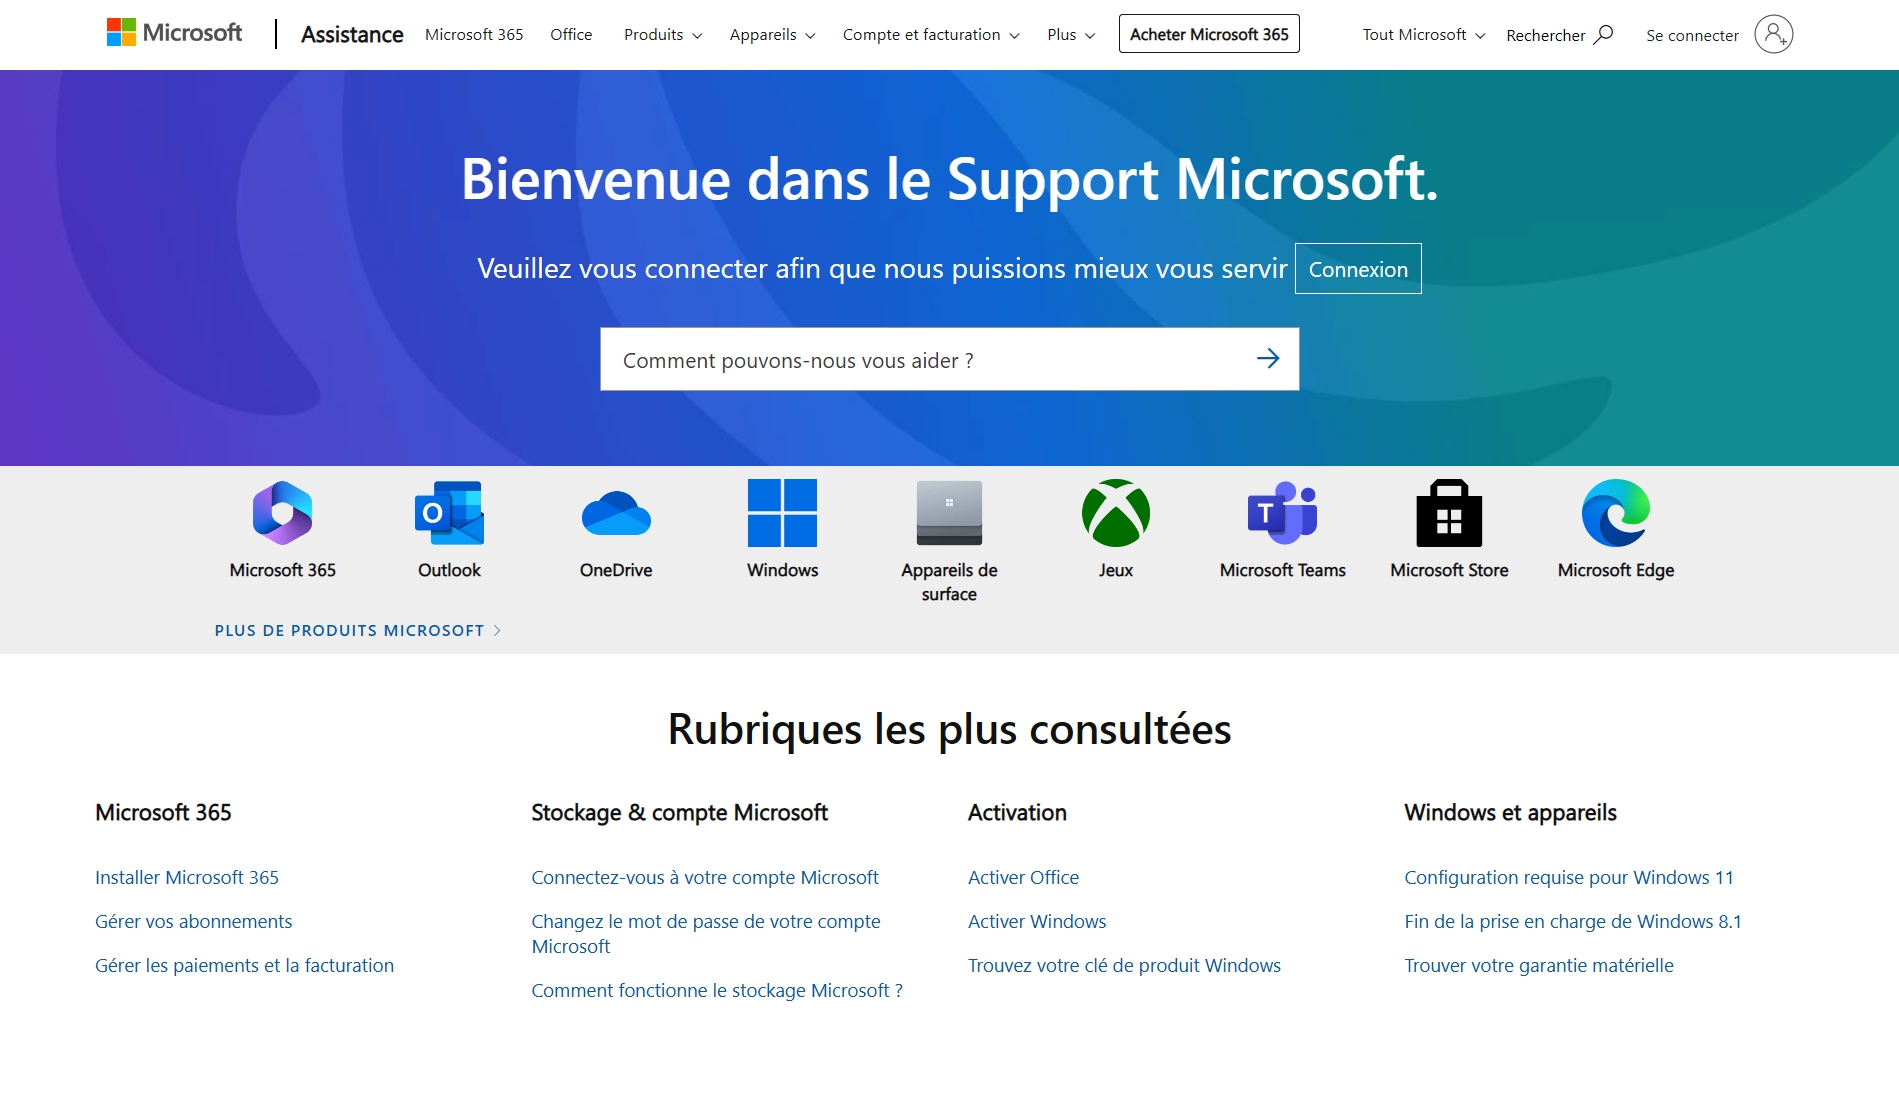 Microsoft
Assistance
Microsoft 365
Office
Produits
Appareils
Compte et facturation
Plus
Acheter Microsoft 365
Tout Microsoft
Rechercher
Se connecter
Bienvenue dans le Support Microsoft.
Veuillez vous connecter afin que nous puissions mieux vous servir
Connexion
Comment pouvons-nous vous aider ?
Microsoft 365
Outlook
OneDrive
Windows
Appareils de
surface
Jeux
Microsoft Teams
Microsoft Store
Microsoft Edge
PLUS DE PRODUITS MICROSOFT
Rubriques les plus consultées
Microsoft 365
Installer Microsoft 365
Gérer vos abonnements
Gérer les paiements et la facturation
Stockage & compte Microsoft
Connectez-vous à votre compte Microsoft
Changez le mot de passe de votre compte
Microsoft
Comment fonctionne le stockage Microsoft ?
Activation
Activer Office
Activer Windows
Trouvez votre clé de produit Windows
Windows et appareils
Configuration requise pour Windows 11
Fin de la prise en charge de Windows 8.1
Trouver votre garantie matérielle